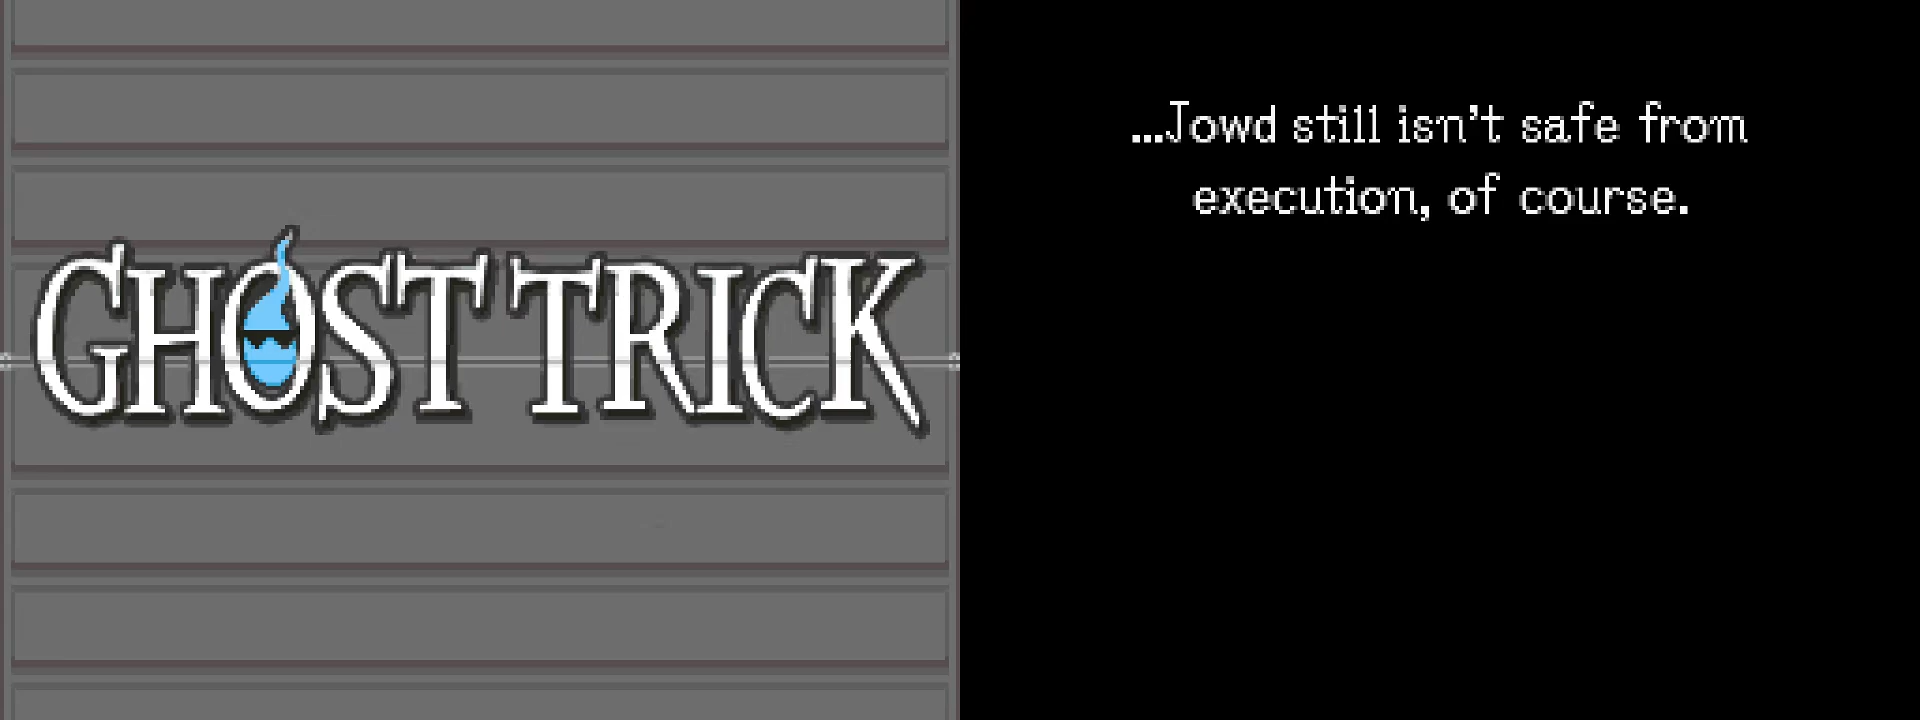 GHOST TRICK
...Jowd still isn't safe from
execution, of course.